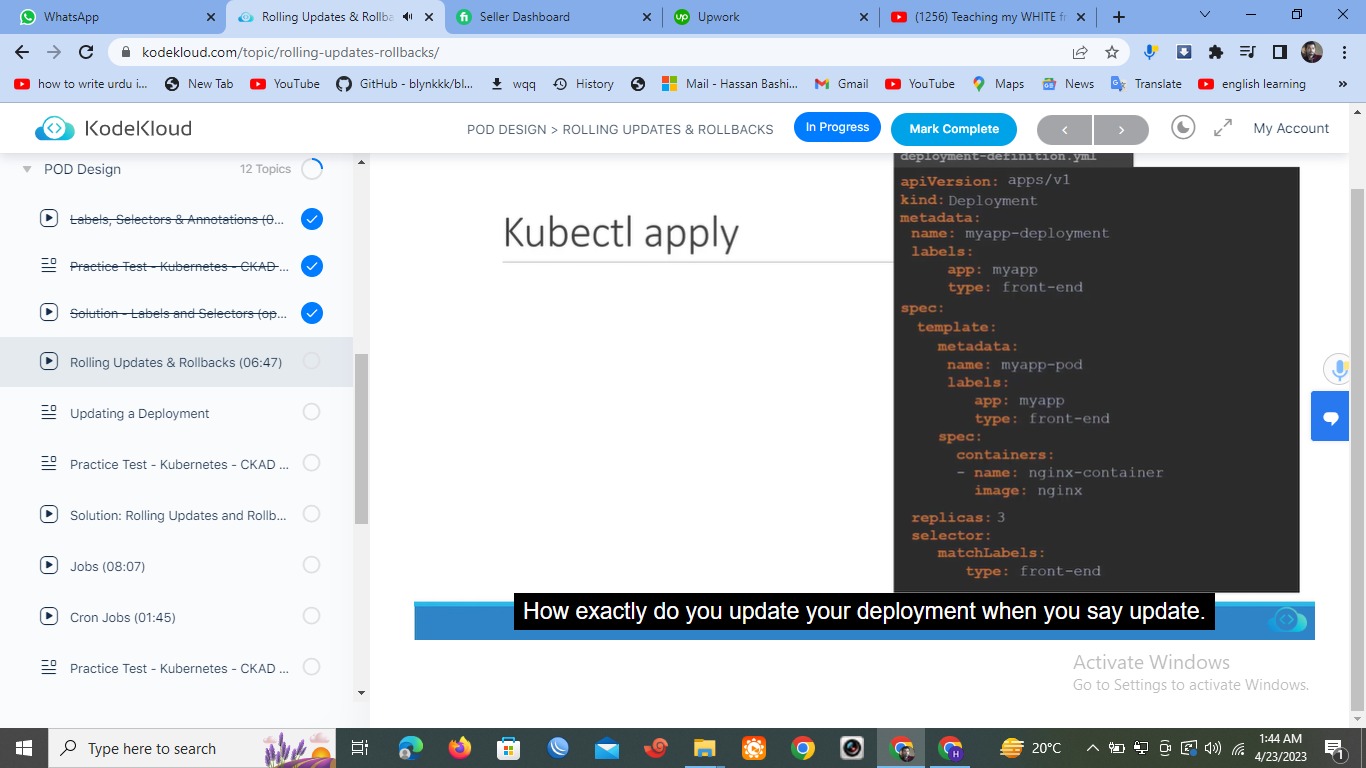 WhatsApp
Rolling Updates & Rollba
Seller Dashboard
Upwork
(1256) Teaching my WHITE fr
kodekloud.com/topic/rolling-updates-rollbacks/
how to write urdu i...
New Tab
YouTube
GitHub - blynkkk/bl...
wqq
History
Mail - Hassan Bashi...
Gmail
YouTube
Maps
News
Translate
english learning
KodeKloud
POD DESIGN > ROLLING UPDATES & ROLLBACKS
In Progress
Mark Complete
My Account
POD Design
12 Topics
Labels, Selectors & Annotations (0...
Practice Test - Kubernetes - CKAD ...
Solution - Labels and Selectors (op...
Rolling Updates & Rollbacks (06:47)
Updating a Deployment
Practice Test - Kubernetes - CKAD ...
Solution: Rolling Updates and Rollb...
Jobs (08:07)
Cron Jobs (01:45)
Practice Test - Kubernetes - CKAD ...
Kubectl apply
deployment-definition.yml
apiVersion: apps/v1
kind: Deployment
metadata:
name: myapp-deployment
labels:
app: myapp
type: front-end
spec:
template:
metadata:
name: myapp-pod
labels:
app: myapp
type: front-end
spec:
containers:
- name: nginx-container
image: nginx
replicas: 3
selector:
matchLabels:
type: front-end
How exactly do you update your deployment when you say update.
Activate Windows
Go to Settings to activate Windows.
Type here to search
20°C
1:44 AM
4/23/2023
1